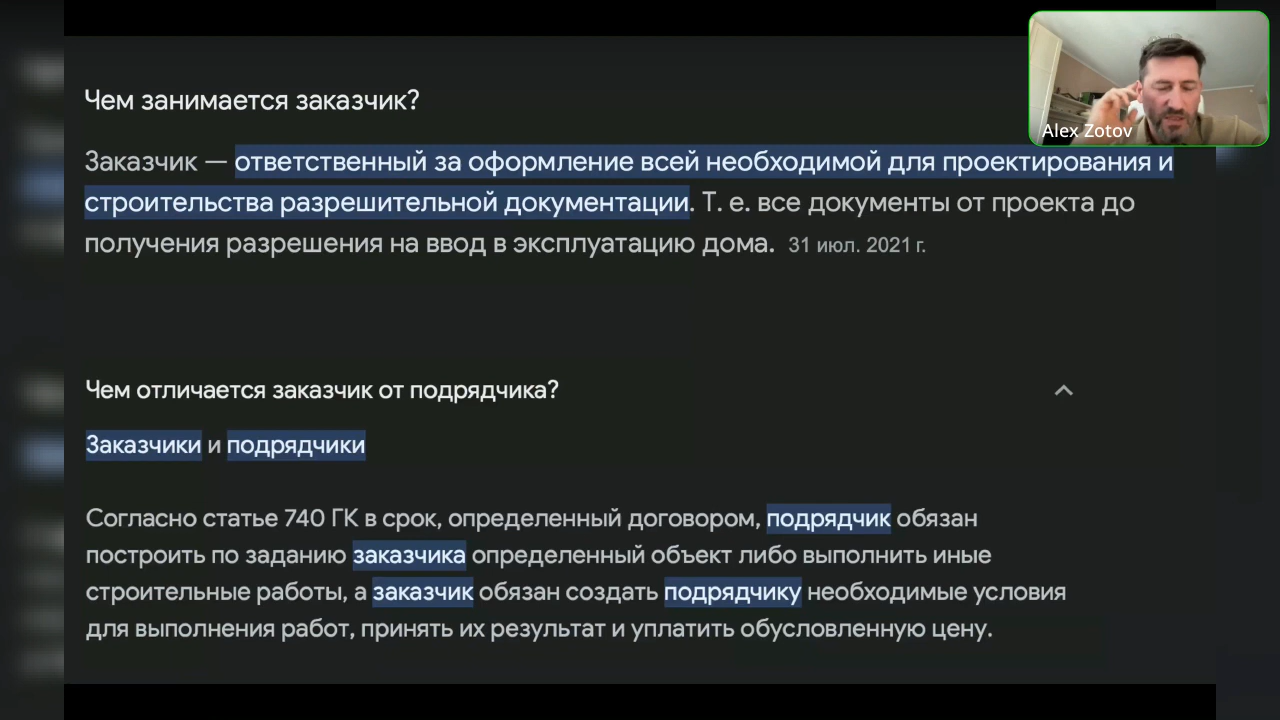 Чем занимается заказчик?
Alex Zotov
Заказчик — ответственный за оформление всей необходимой для проектирования и
строительства разрешительной документации. Т. е. все документы от проекта до
получения разрешения на ввод в эксплуатацию дома. 31 июл. 2021 г.
Чем отличается заказчик от подрядчика?
Заказчики и подрядчики
Согласно статье 740 ГК в срок, определенный договором, подрядчик обязан
построить по заданию заказчика определенный объект либо выполнить иные
строительные работы, а заказчик обязан создать подрядчику необходимые условия
для выполнения работ, принять их результат и уплатить обусловленную цену.